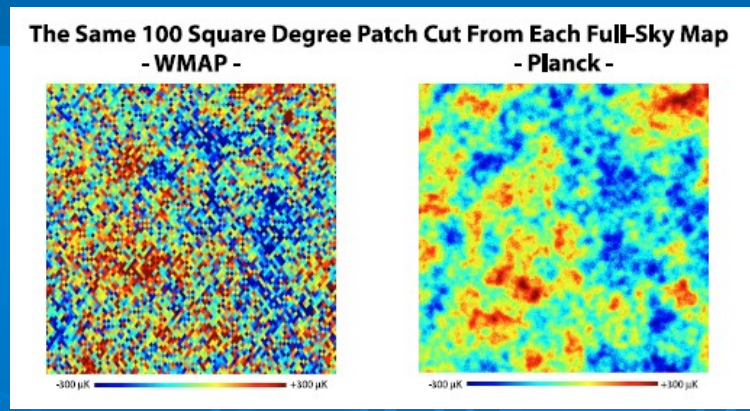 The Same 100 Square Degree Patch Cut From Each Full-Sky Map
- WMAP - - Planck -
-300 μK +300 μK -300 μK +300 μK